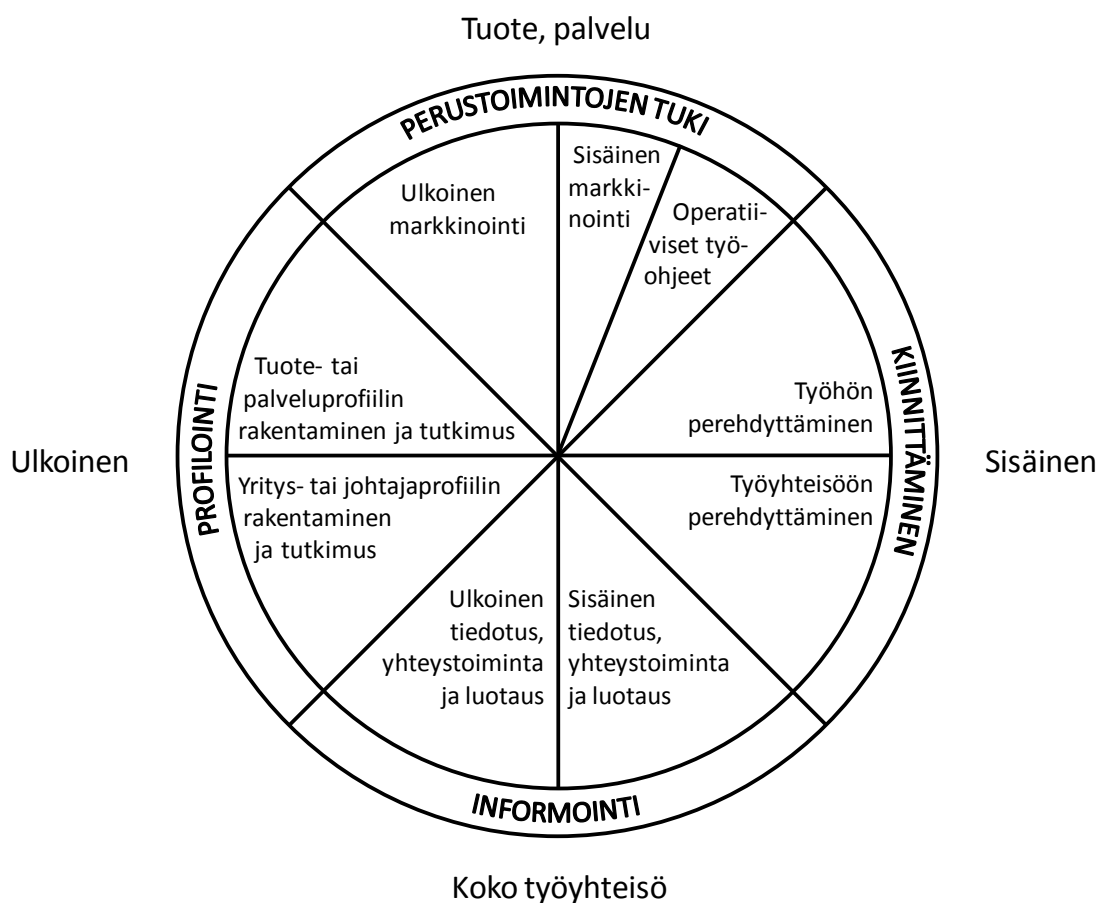 Tuote, palvelu
PERUSTOIMINTOJEN TUKI
Ulkoinen
markkinointi
Sisäinen
markki-
nointi
Operatii-
viset työ-
ohjeet
Tuote- tai
palveluprofiilin
rakentaminen ja tutkimus
Työhön
perehdyttäminen
PROFILOINTI
KIINNITTÄMINEN
Ulkoinen
Sisäinen
Yritys- tai johtajaprofiilin
rakentaminen
ja tutkimus
Työyhteisöön
perehdyttäminen
Ulkoinen
tiedotus,
yhteystoiminta
ja luotaus
Sisäinen
tiedotus,
yhteystoiminta
ja luotaus
INFORMOINTI
Koko työyhteisö